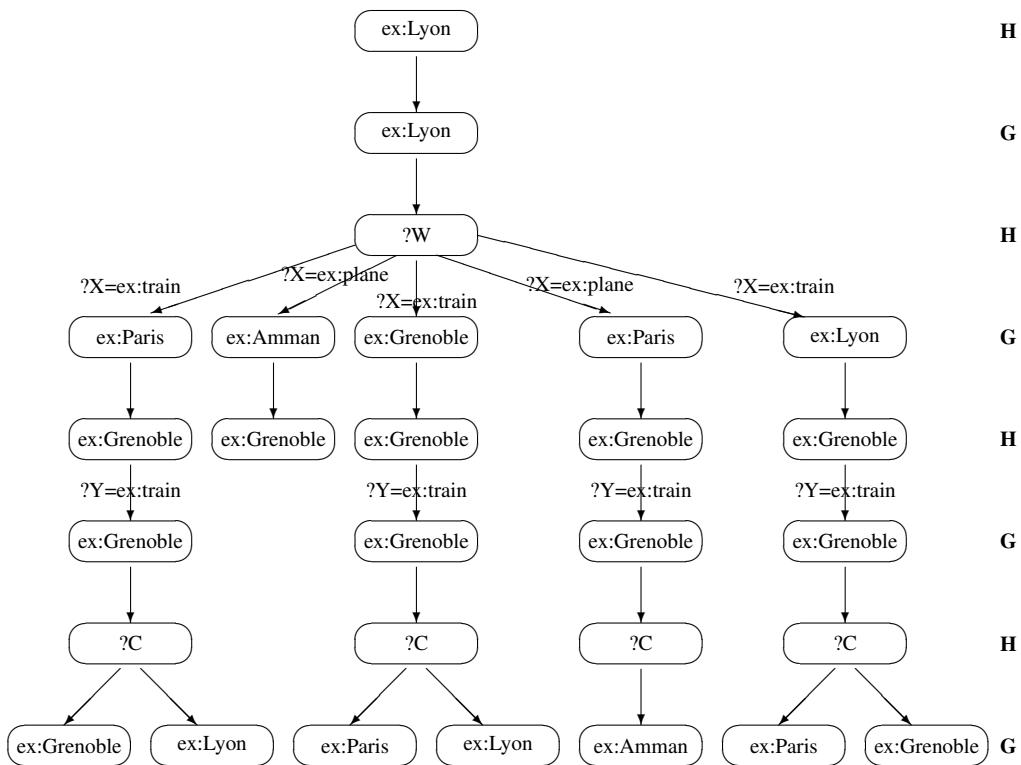 ex:Lyon H
ex:Lyon G
?W H
?X=ex:train ?X=ex:plane ?X=ex:train ?X=ex:plane ?X=ex:train
ex:Paris ex:Amman ex:Grenoble ex:Paris ex:Lyon G
ex:Grenoble ex:Grenoble ex:Grenoble ex:Grenoble ex:Grenoble H
?Y=ex:train ?Y=ex:train ?Y=ex:train ?Y=ex:train
ex:Grenoble ex:Grenoble ex:Grenoble ex:Grenoble G
?C ?C ?C ?C H
ex:Grenoble ex:Lyon ex:Paris ex:Lyon ex:Amman ex:Paris ex:Grenoble G